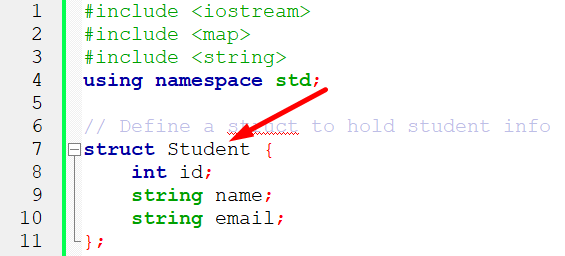 1 #include <iostream>
2 #include <map>
3 #include <string>
4 using namespace std;
5
6 // Define a struct to hold student info
7 struct Student {
8 int id;
9 string name;
10 string email;
11 };